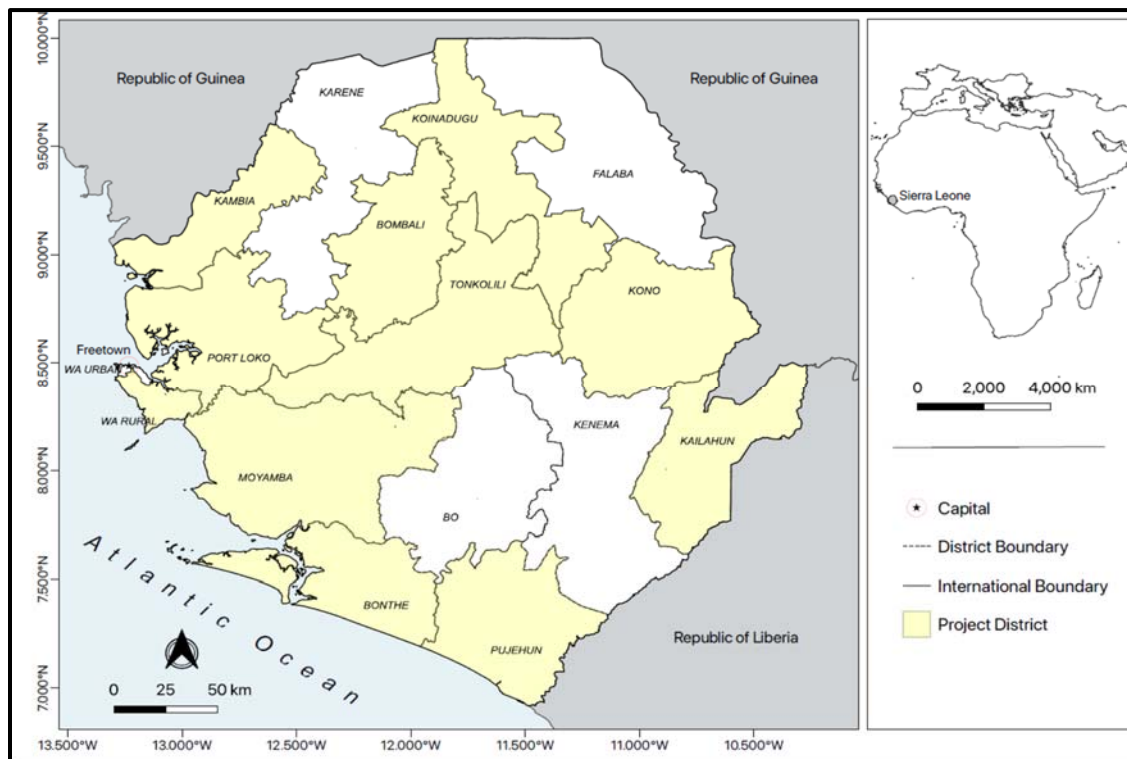 10.000°N
9.500°N
9.000°N
8.500°N
8.000°N
7.500°N
7.000°N
Republic of Guinea
Republic of Guinea
KARENE
KOINADUGU
FALABA
KAMBIA
BOMBALI
TONKOLILI
KONO
Freetown
WA URBAN
PORT LOKO
WA RURAL
KENEMA
KAILAHUN
MOYAMBA
BO
BONTHE
PUJEHUN
Atlantic Ocean
Republic of Liberia
0 25 50 km
13.500°W 13.000°W 12.500°W 12.000°W 11.500°W 11.000°W 10.500°W
Sierra Leone
0 2,000 4,000 km
Capital
District Boundary
International Boundary
Project District